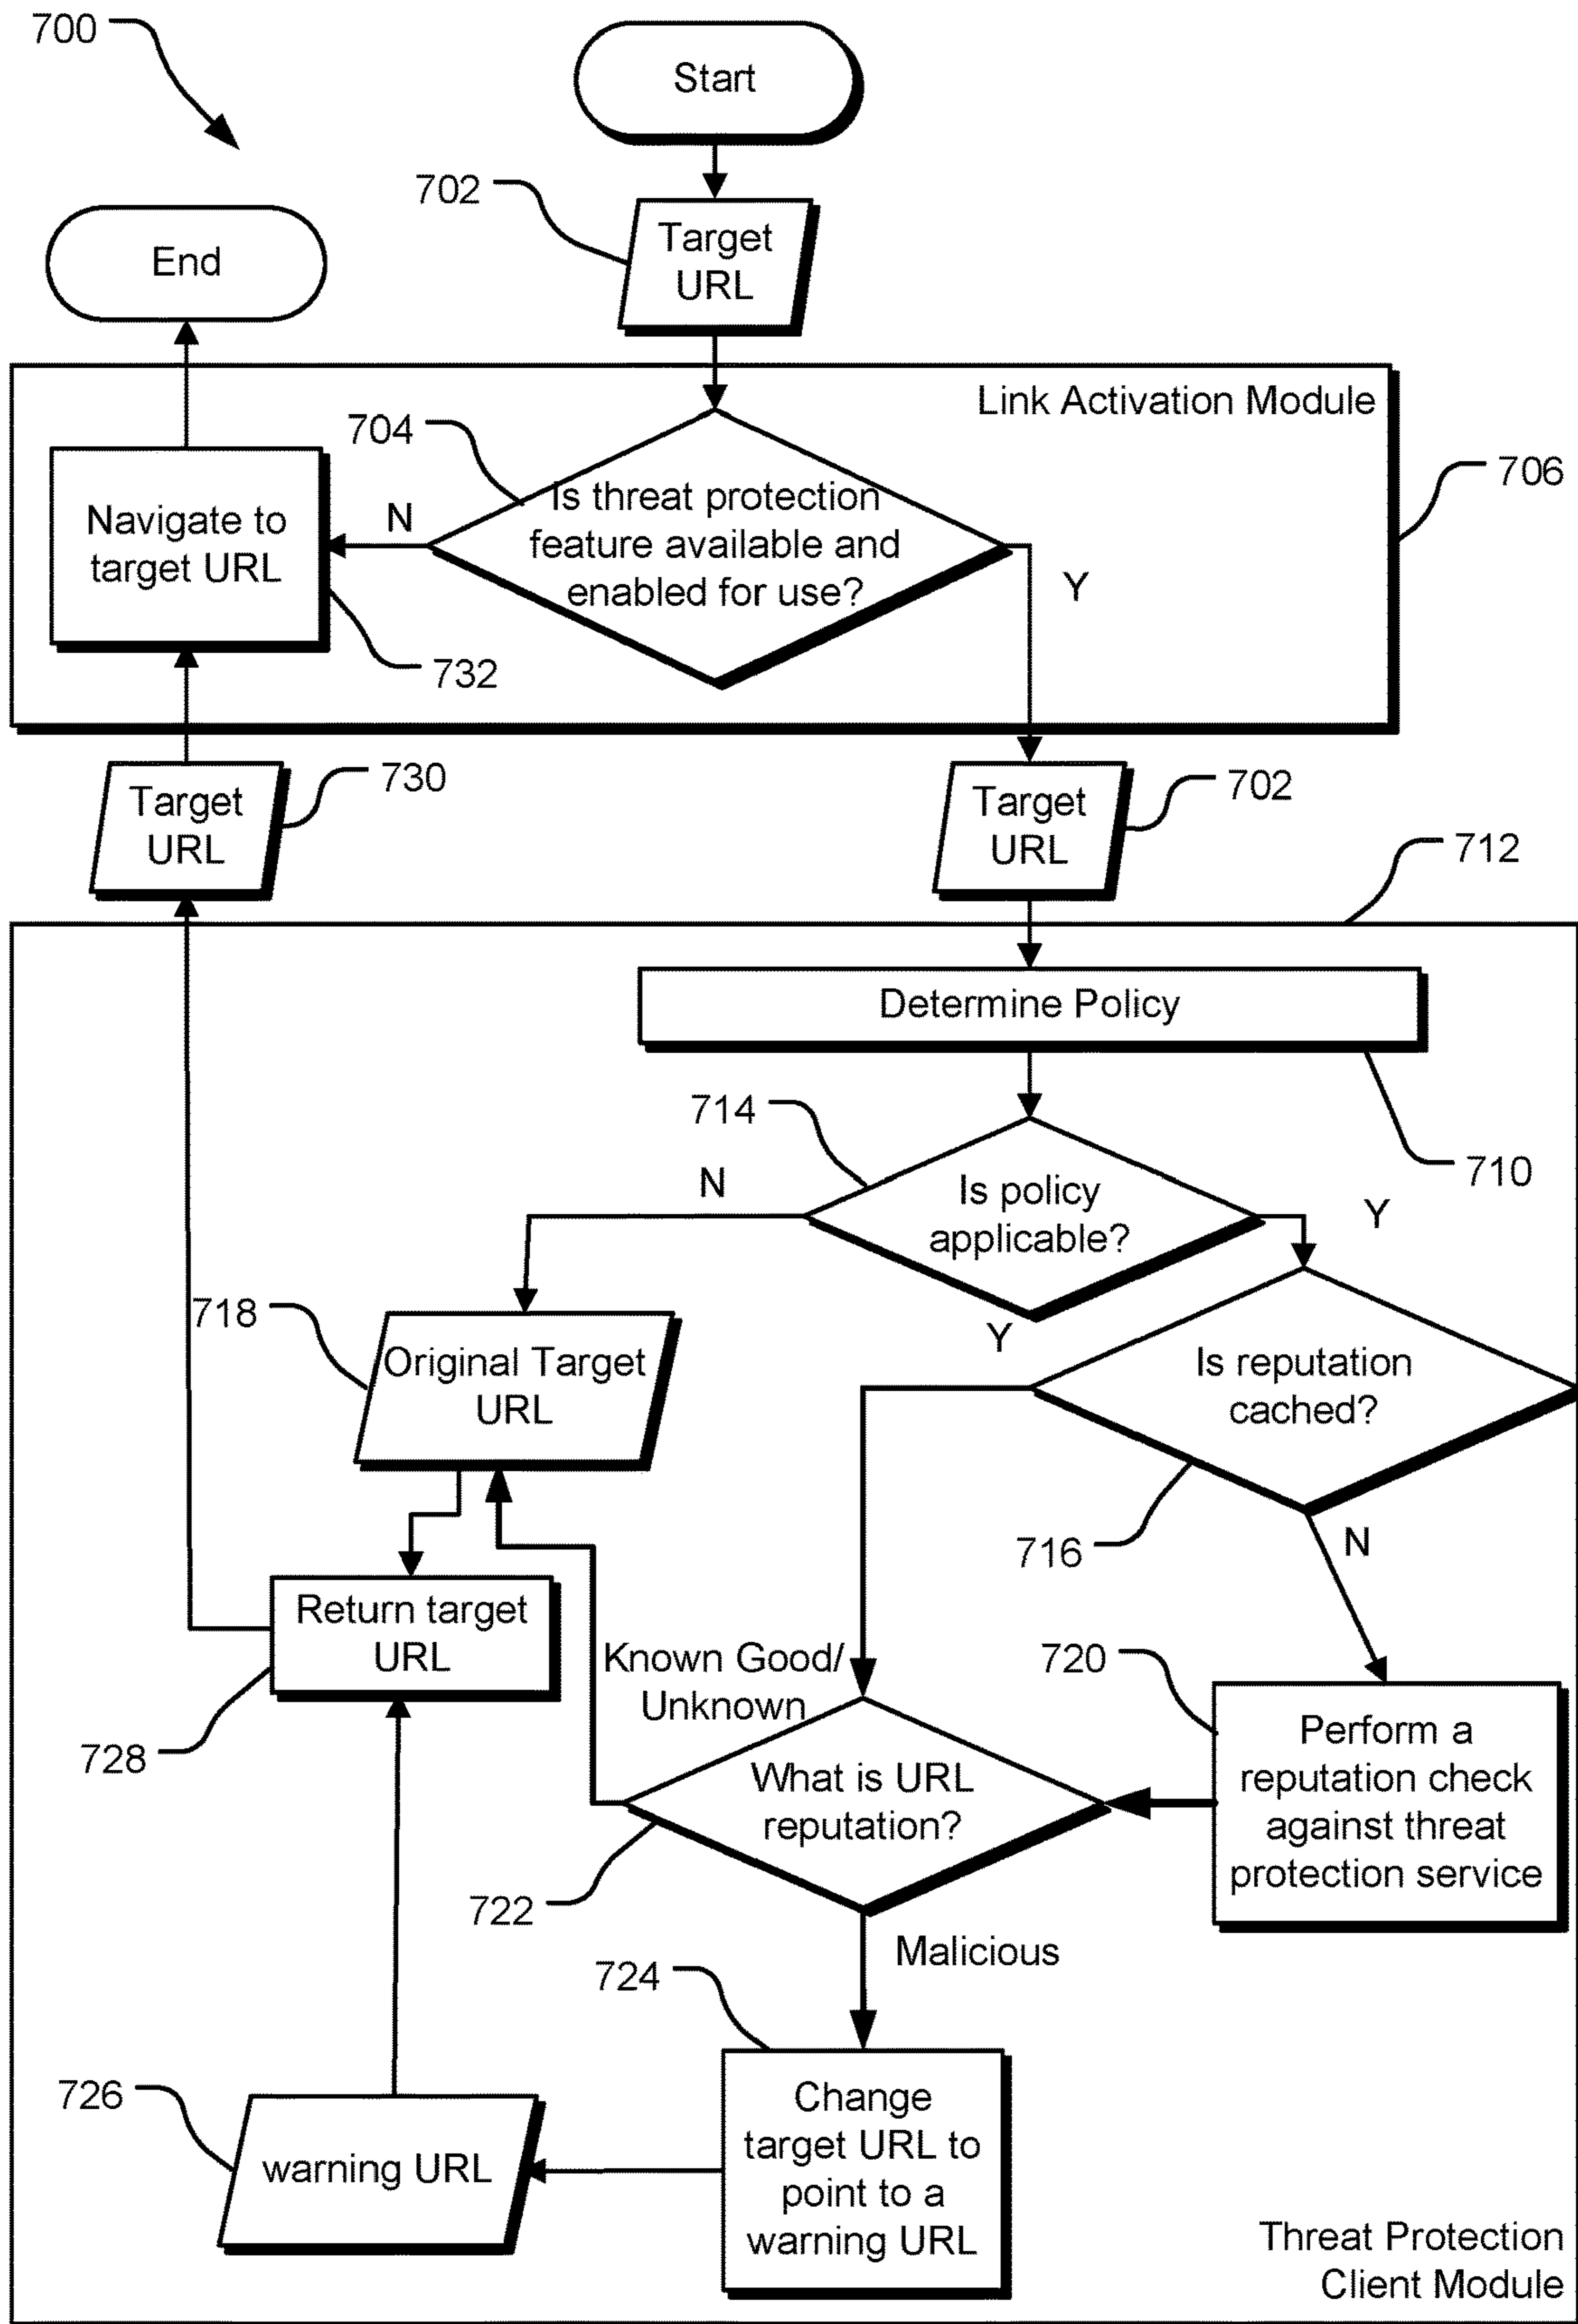 700
Start
702
Target
URL
End
Link Activation Module
704
706
Is threat protection
feature available and
enabled for use?
N
Y
Navigate to
target URL
732
Target
URL
730
Target
URL
702
712
Determine Policy
710
714
Is policy
applicable?
N
Y
718
Original Target
URL
Y
Is reputation
cached?
716
N
Return target
URL
728
Known Good/
Unknown
What is URL
reputation?
722
720
Perform a
reputation check
against threat
protection service
Malicious
724
Change
target URL to
point to a
warning URL
726
warning URL
Threat Protection
Client Module